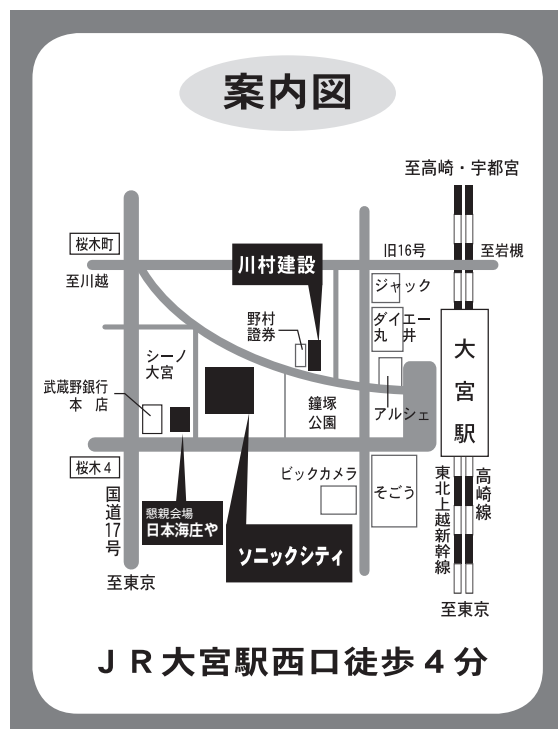 案内図
至高崎・宇都宮
桜木町
川村建設
旧16号
至岩槻
至川越
ジャック
野村
證券
ダイエー
丸井
シーノ
大宮
大宮駅
武蔵野銀行
本店
鐘塚
公園
アルシェ
桜木4
ビックカメラ
そごう
国道17号
懇親会場
日本海庄や
ソニックシティ
東北上越新幹線
高崎線
至東京
至東京
JR大宮駅西口徒歩4分